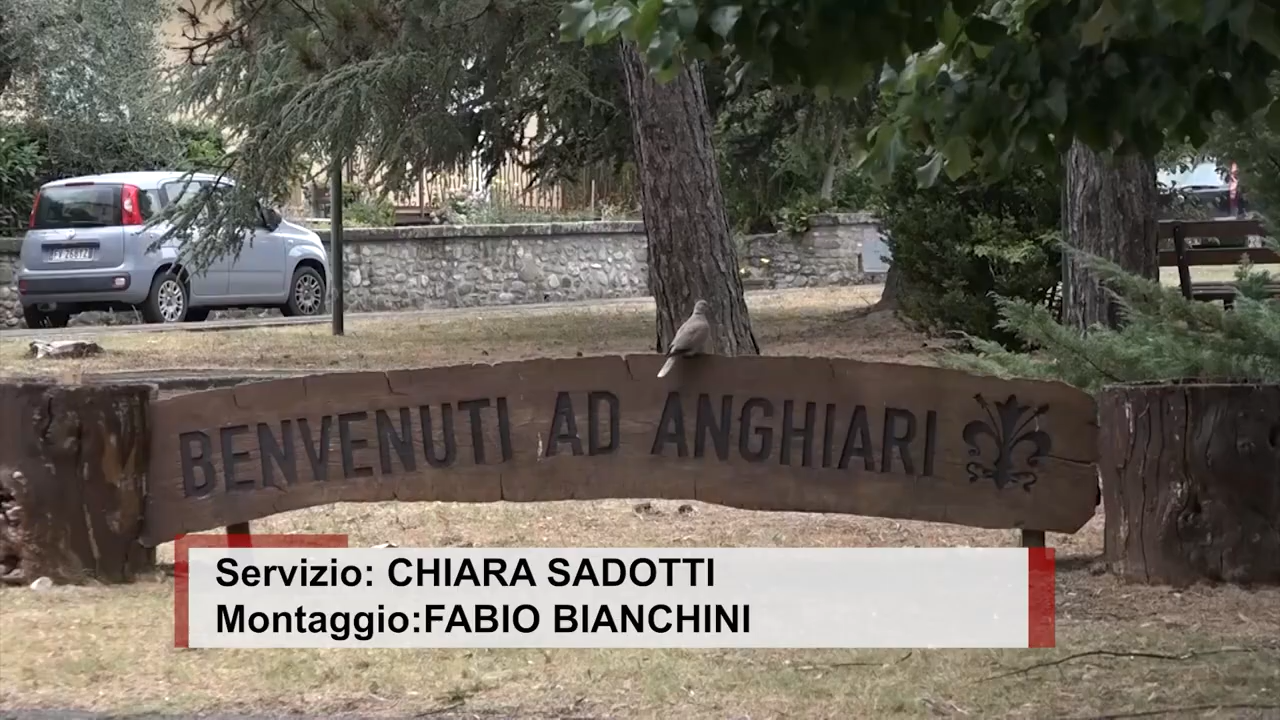 BENVENUTI AD ANGHIARI
Servizio: CHIARA SADOTTI
Montaggio:FABIO BIANCHINI